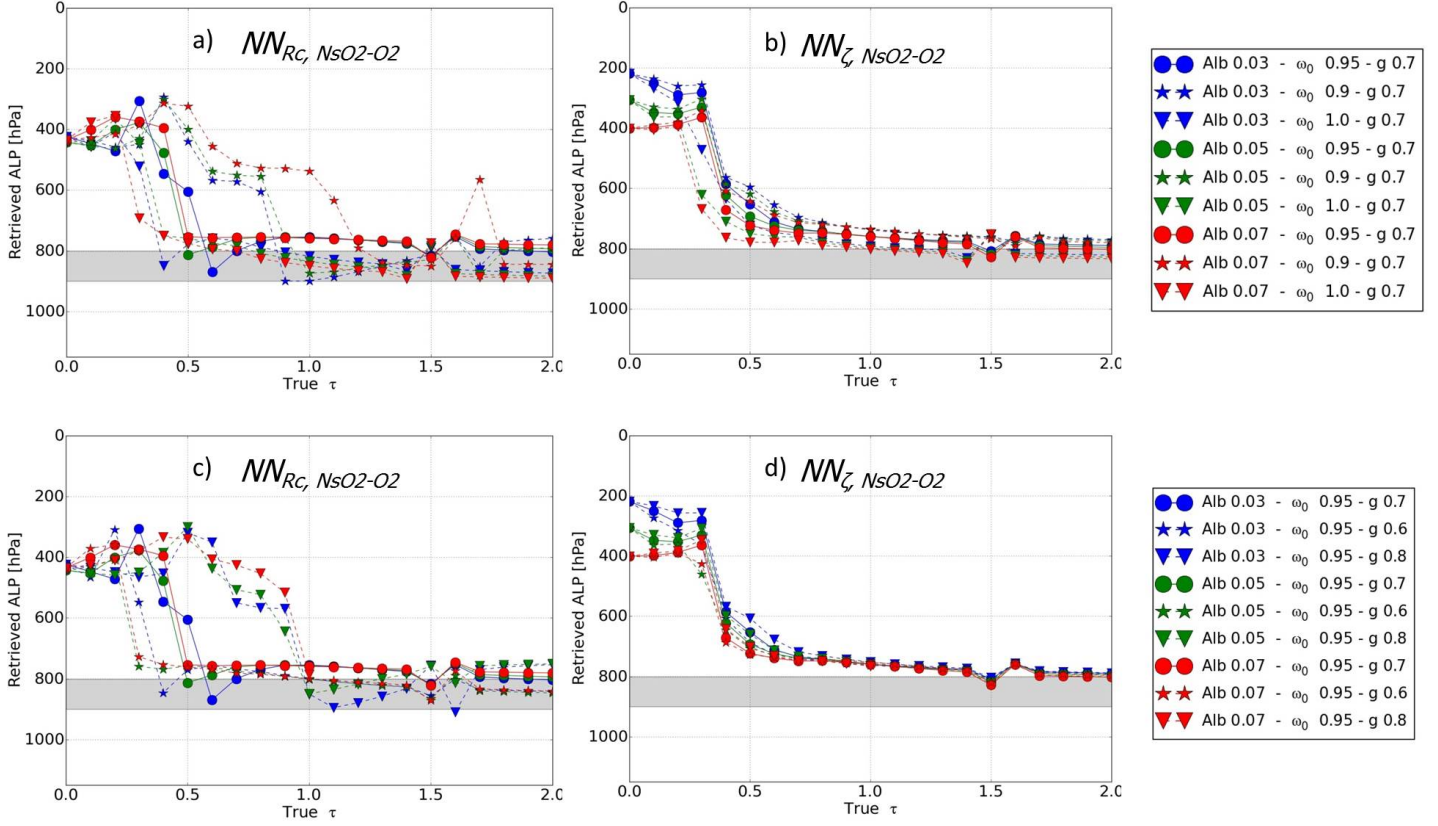 a) NN_Rc, NsO2-O2
0
200
400
600
800
1000
Retrieved ALP [hPa]
0.0 0.5 1.0 1.5 2.0
True τ
b) NN_ζ, NsO2-O2
0
200
400
600
800
1000
Retrieved ALP [hPa]
0.0 0.5 1.0 1.5 2.0
True τ
Alb 0.03 - ω₀ 0.95 - g 0.7
Alb 0.03 - ω₀ 0.9 - g 0.7
Alb 0.03 - ω₀ 1.0 - g 0.7
Alb 0.05 - ω₀ 0.95 - g 0.7
Alb 0.05 - ω₀ 0.9 - g 0.7
Alb 0.05 - ω₀ 1.0 - g 0.7
Alb 0.07 - ω₀ 0.95 - g 0.7
Alb 0.07 - ω₀ 0.9 - g 0.7
Alb 0.07 - ω₀ 1.0 - g 0.7
c) NN_Rc, NsO2-O2
0
200
400
600
800
1000
Retrieved ALP [hPa]
0.0 0.5 1.0 1.5 2.0
True τ
d) NN_ζ, NsO2-O2
0
200
400
600
800
1000
Retrieved ALP [hPa]
0.0 0.5 1.0 1.5 2.0
True τ
Alb 0.03 - ω₀ 0.95 - g 0.7
Alb 0.03 - ω₀ 0.95 - g 0.6
Alb 0.03 - ω₀ 0.95 - g 0.8
Alb 0.05 - ω₀ 0.95 - g 0.7
Alb 0.05 - ω₀ 0.95 - g 0.6
Alb 0.05 - ω₀ 0.95 - g 0.8
Alb 0.07 - ω₀ 0.95 - g 0.7
Alb 0.07 - ω₀ 0.95 - g 0.6
Alb 0.07 - ω₀ 0.95 - g 0.8